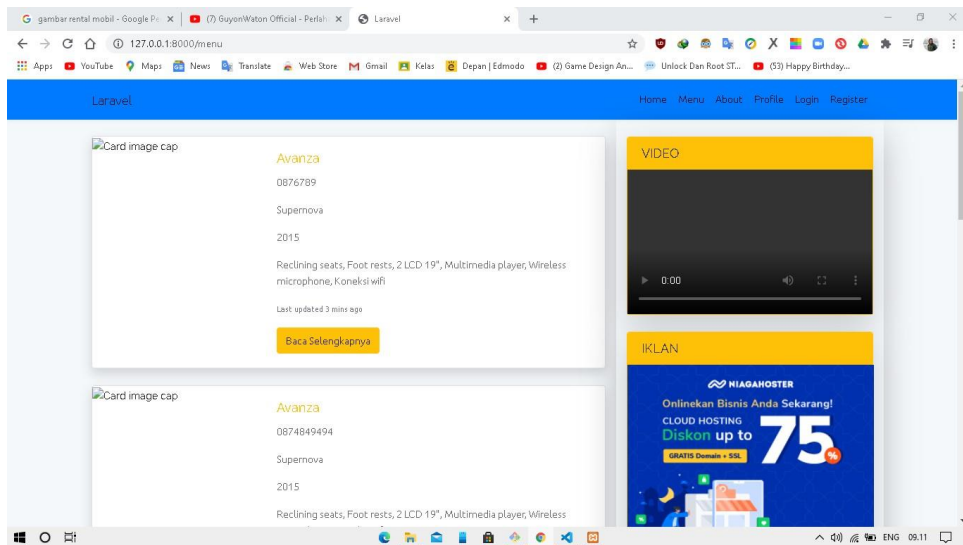 gambar rental mobil - Google Pe
(7) GuyonWaton Official - Perlah
Laravel
127.0.0.1:8000/menu
Apps YouTube Maps News Translate Web Store Gmail Kelas Depan | Edmodo (2) Game Design An... Unlock Dan Root ST... (53) Happy Birthday...
Laravel
Home Menu About Profile Login Register
Card image cap
Avanza
0876789
Supernova
2015
Reclining seats, Foot rests, 2 LCD 19", Multimedia player, Wireless
microphone, Koneksi wifi
Last updated 3 mins ago
Baca Selengkapnya
Card image cap
Avanza
0874849494
Supernova
2015
Reclining seats, Foot rests, 2 LCD 19", Multimedia player, Wireless
VIDEO
0:00
IKLAN
NIAGAHOSTER
Onlinekan Bisnis Anda Sekarang!
CLOUD HOSTING
Diskon up to
75%
GRATIS Domain + SSL
ENG 09.11